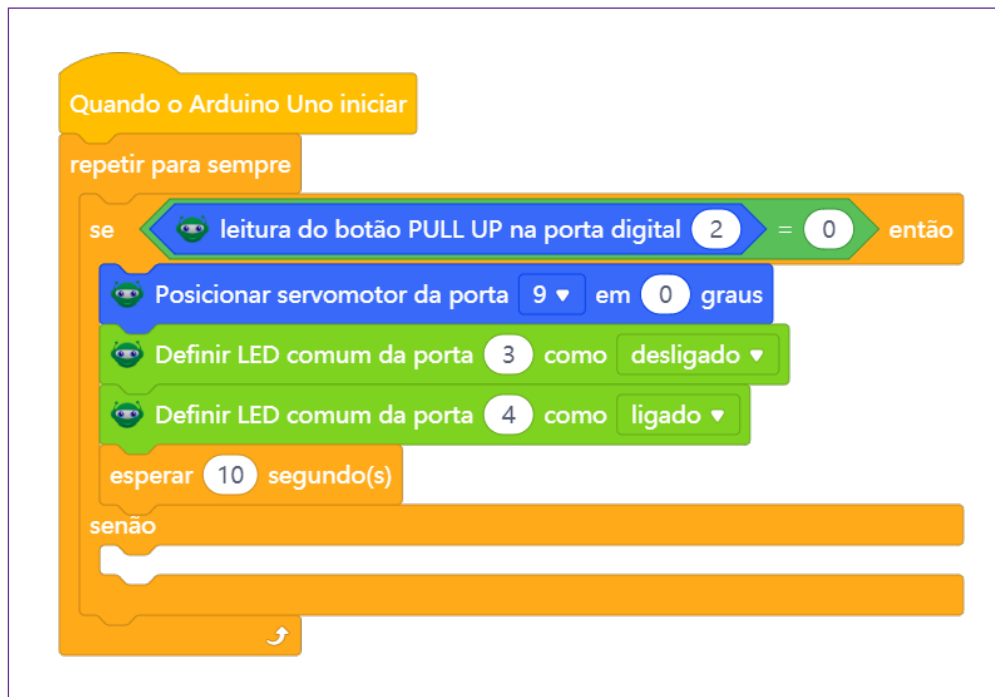 Quando o Arduino Uno iniciar
repetir para sempre
se leitura do botão PULL UP na porta digital 2 = 0 então
Posicionar servomotor da porta 9 em 0 graus
Definir LED comum da porta 3 como desligado
Definir LED comum da porta 4 como ligado
esperar 10 segundo(s)
senão